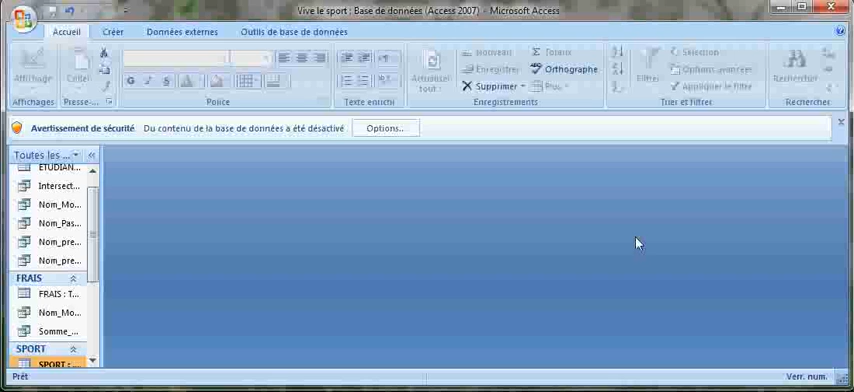 Vive le sport : Base de données (Access 2007) - Microsoft Access
Accueil Créer Données externes Outils de base de données
Affichage
Affichages
Coller
Presse-...
G I S
Police
Texte enrichi
Actualiser
tout
Nouveau
Enregistrer
Supprimer
Totaux
Orthographe
Plus
Enregistrements
Filtrer
Sélection
Options avancées
Appliquer le filtre
Trier et filtrer
Rechercher
Rechercher
Avertissement de sécurité Du contenu de la base de données a été désactivé Options...
Toutes les ...
ETUDIAN...
Intersect...
Nom_Mo...
Nom_Pas...
Nom_pre...
Nom_pre...
FRAIS
FRAIS : T...
Nom_Mo...
Somme_...
SPORT
SPORT : ...
Prêt
Verr. num.